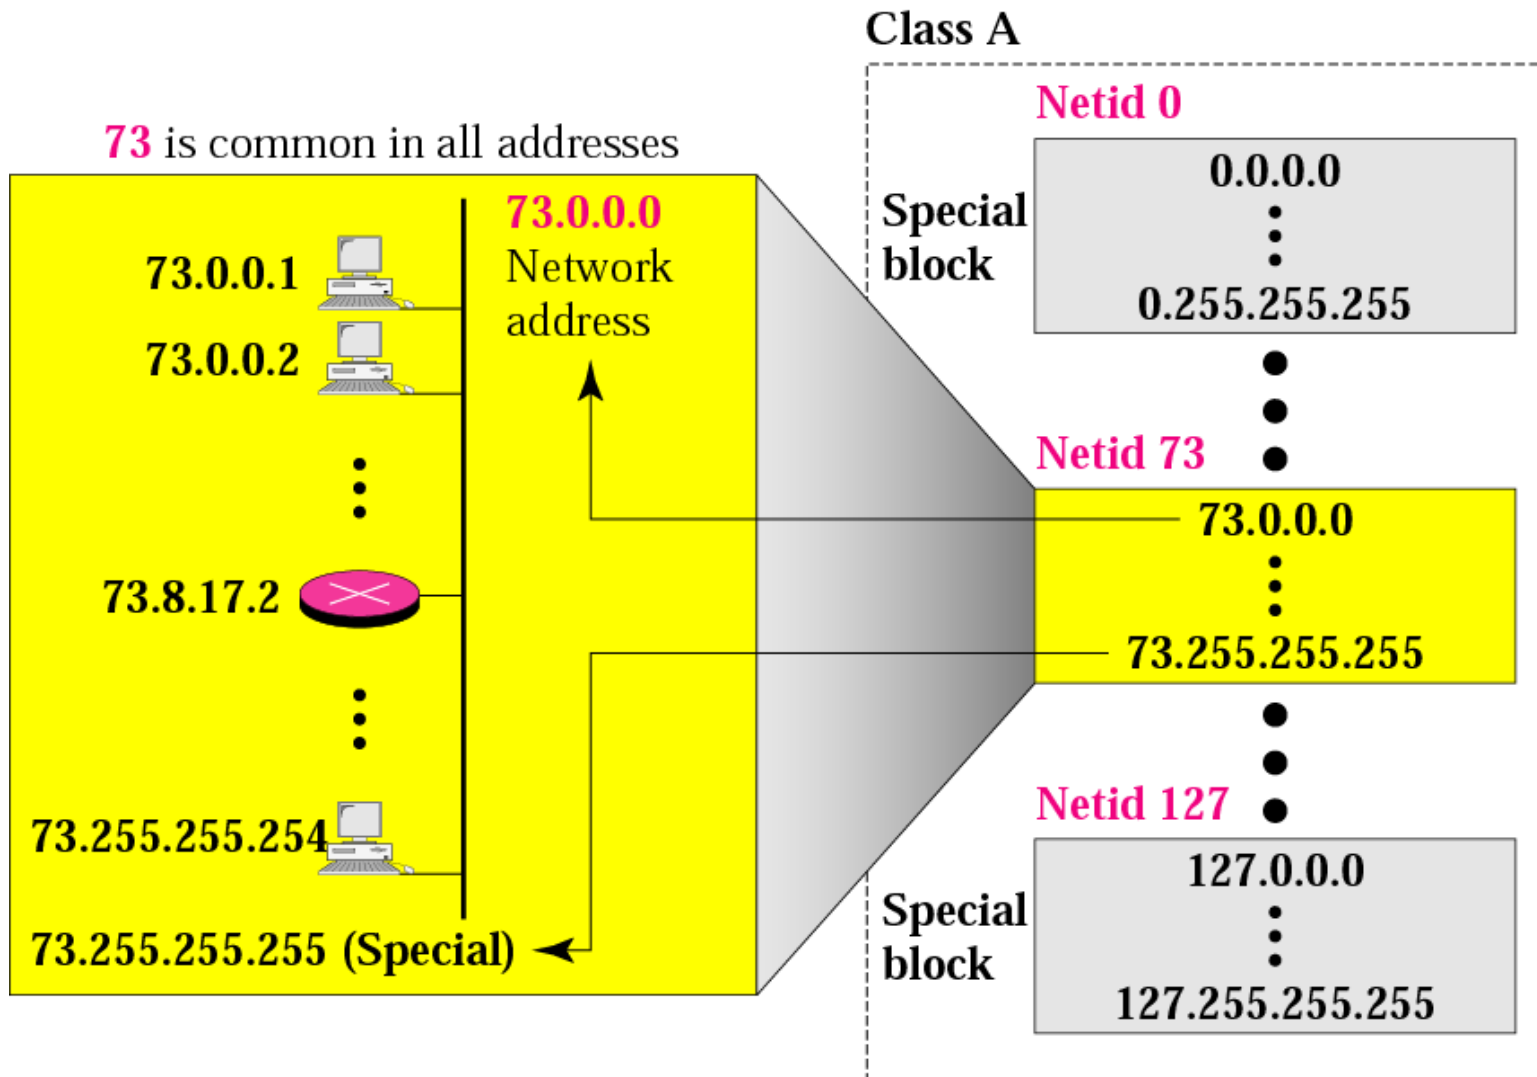 Class A
73 is common in all addresses
73.0.0.0
Network
address
73.0.0.1
73.0.0.2
73.8.17.2
73.255.255.254
73.255.255.255 (Special)
Netid 0
Special
block
0.0.0.0
0.255.255.255
Netid 73
73.0.0.0
73.255.255.255
Netid 127
Special
block
127.0.0.0
127.255.255.255